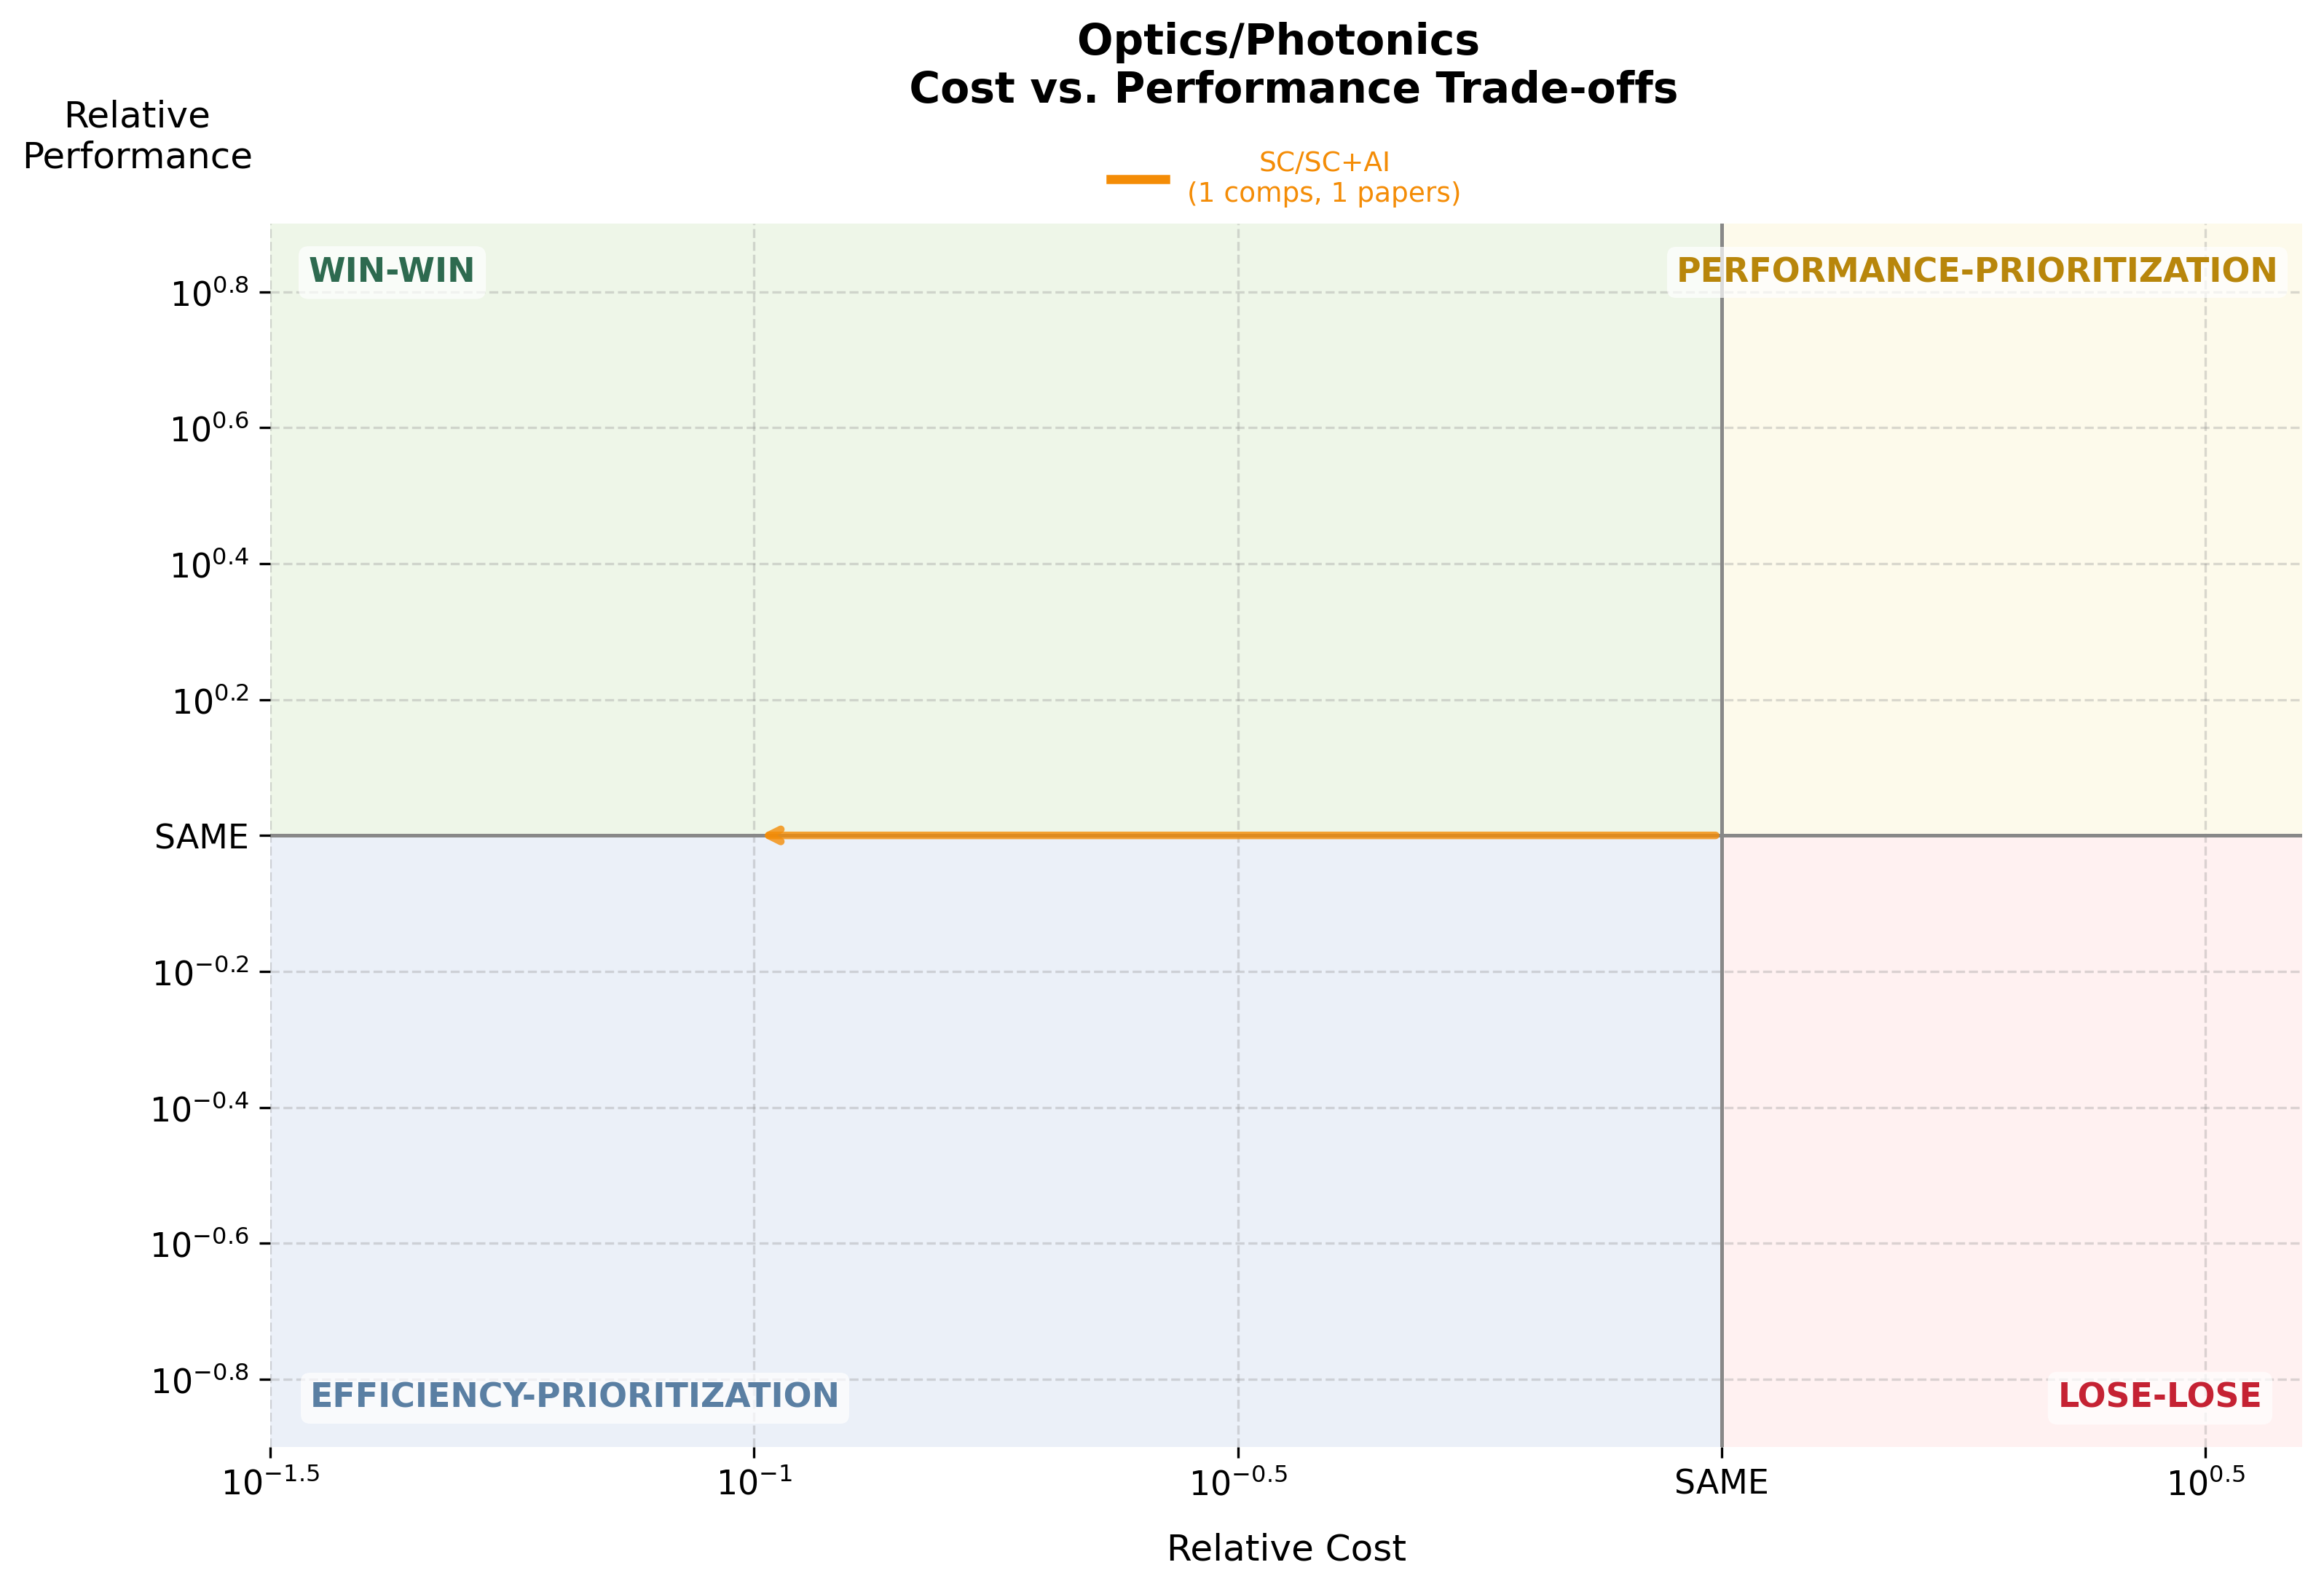 Optics/Photonics
Cost vs. Performance Trade-offs
Relative
Performance
SC/SC+AI
(1 comps, 1 papers)
WIN-WIN
PERFORMANCE-PRIORITIZATION
10^0.8
10^0.6
10^0.4
10^0.2
SAME
10^−0.2
10^−0.4
10^−0.6
10^−0.8
EFFICIENCY-PRIORITIZATION
LOSE-LOSE
10^−1.5 10^−1 10^−0.5 SAME 10^0.5
Relative Cost